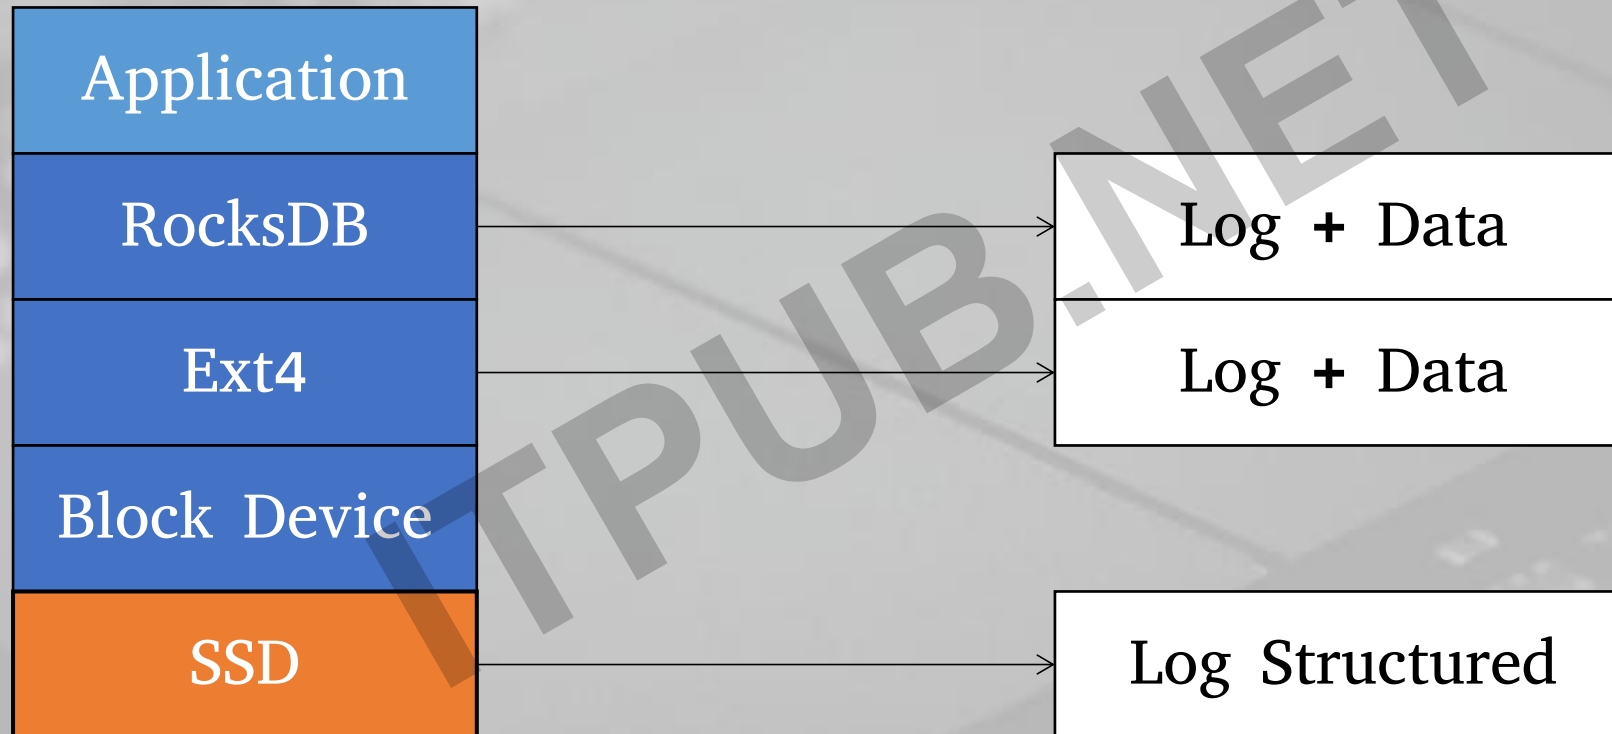 Application
RocksDB
Log + Data
Ext4
Log + Data
Block Device
SSD
Log Structured
ITPUB.NET